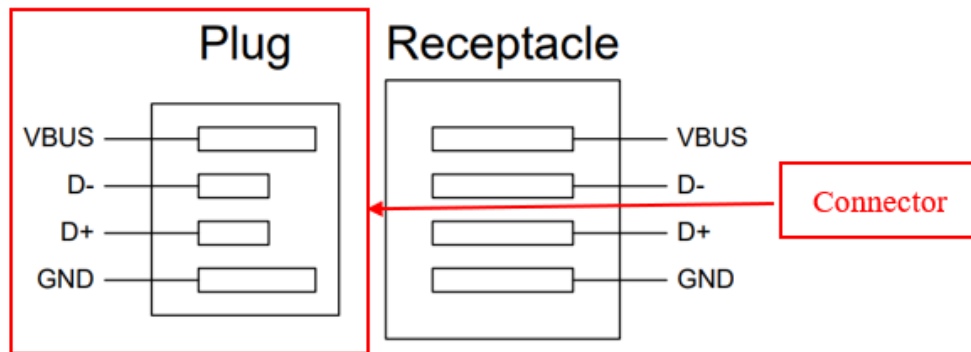 Plug
Receptacle
VBUS
D-
D+
GND
VBUS
D-
D+
GND
Connector